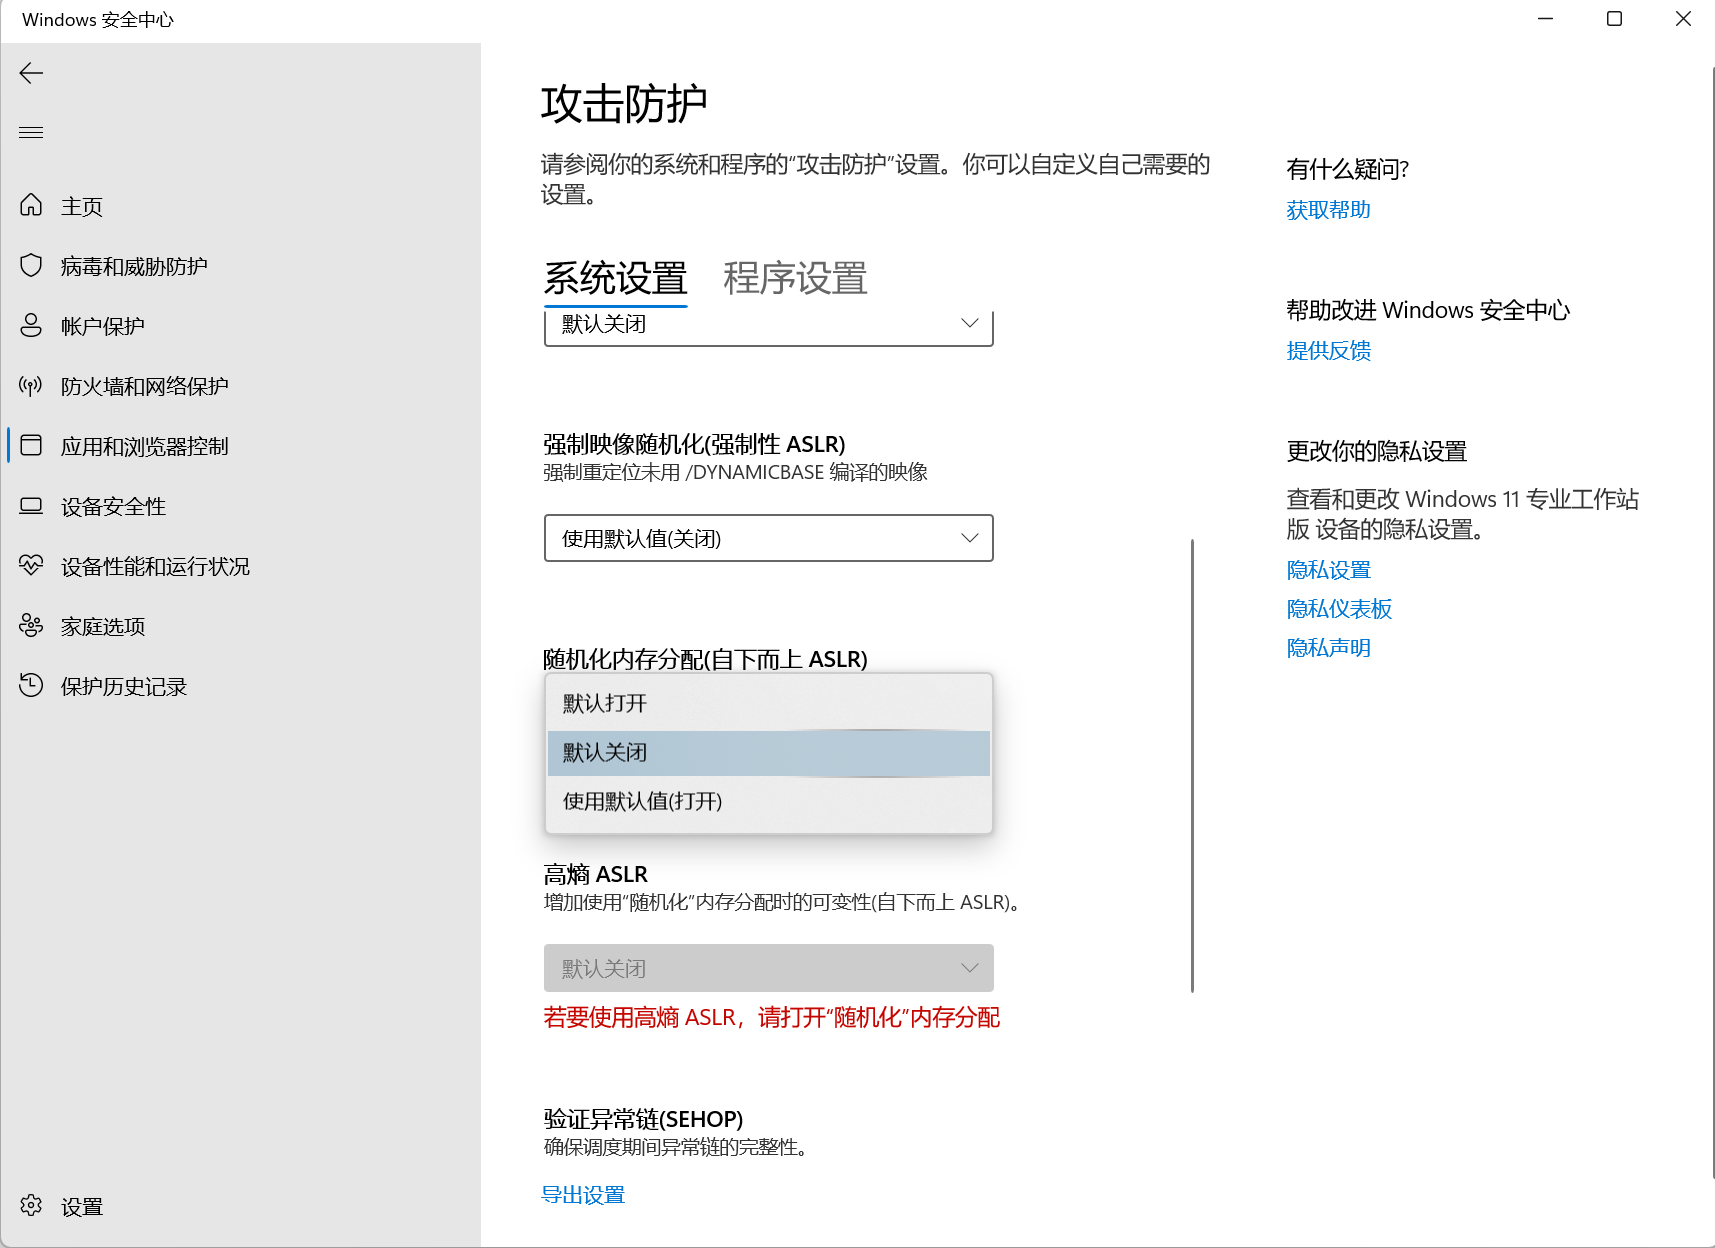 Windows 安全中心
主页
病毒和威胁防护
帐户保护
防火墙和网络保护
应用和浏览器控制
设备安全性
设备性能和运行状况
家庭选项
保护历史记录
设置
攻击防护
请参阅你的系统和程序的“攻击防护”设置。你可以自定义自己需要的
设置。
系统设置 程序设置
默认关闭
强制映像随机化(强制性 ASLR)
强制重定位未用 /DYNAMICBASE 编译的映像
使用默认值(关闭)
随机化内存分配(自下而上 ASLR)
默认打开
默认关闭
使用默认值(打开)
高熵 ASLR
增加使用“随机化”内存分配时的可变性(自下而上 ASLR)。
默认关闭
若要使用高熵 ASLR，请打开“随机化”内存分配
验证异常链(SEHOP)
确保调度期间异常链的完整性。
导出设置
有什么疑问?
获取帮助
帮助改进 Windows 安全中心
提供反馈
更改你的隐私设置
查看和更改 Windows 11 专业工作站
版 设备的隐私设置。
隐私设置
隐私仪表板
隐私声明